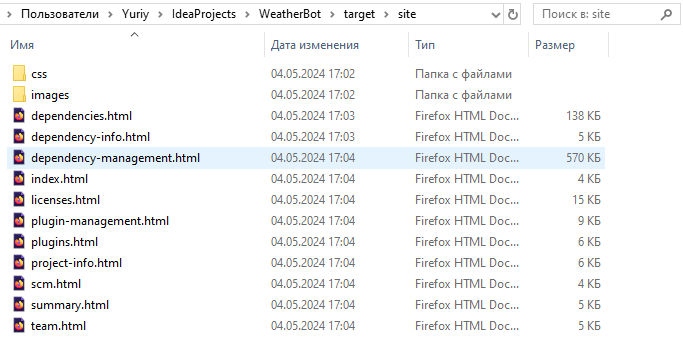 Пользователи > Yuriy > IdeaProjects > WeatherBot > target > site
Поиск в: site
Имя Дата изменения Тип Размер
css 04.05.2024 17:02 Папка с файлами
images 04.05.2024 17:02 Папка с файлами
dependencies.html 04.05.2024 17:03 Firefox HTML Doc... 138 КБ
dependency-info.html 04.05.2024 17:03 Firefox HTML Doc... 5 КБ
dependency-management.html 04.05.2024 17:04 Firefox HTML Doc... 570 КБ
index.html 04.05.2024 17:04 Firefox HTML Doc... 4 КБ
licenses.html 04.05.2024 17:04 Firefox HTML Doc... 15 КБ
plugin-management.html 04.05.2024 17:04 Firefox HTML Doc... 9 КБ
plugins.html 04.05.2024 17:04 Firefox HTML Doc... 6 КБ
project-info.html 04.05.2024 17:04 Firefox HTML Doc... 6 КБ
scm.html 04.05.2024 17:04 Firefox HTML Doc... 4 КБ
summary.html 04.05.2024 17:04 Firefox HTML Doc... 5 КБ
team.html 04.05.2024 17:04 Firefox HTML Doc... 5 КБ